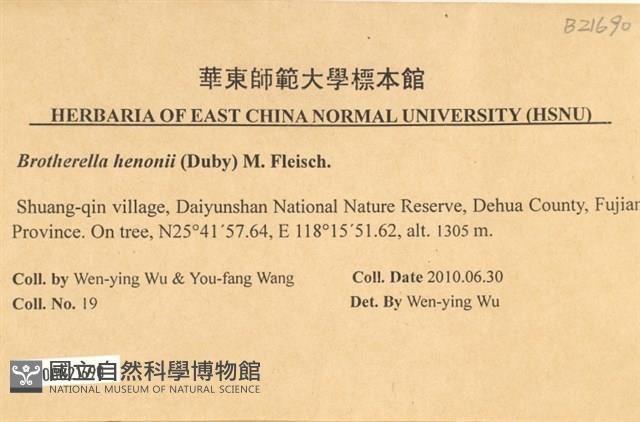 B21690
華東師範大學標本館
HERBARIA OF EAST CHINA NORMAL UNIVERSITY (HSNU)
Brotherella henonii (Duby) M. Fleisch.
Shuang-qin village, Daiyunshan National Nature Reserve, Dehua County, Fujian
Province. On tree, N25°41´57.64, E 118°15´51.62, alt. 1305 m.
Coll. by Wen-ying Wu & You-fang Wang Coll. Date 2010.06.30
Coll. No. 19 Det. By Wen-ying Wu
國立自然科學博物館
NATIONAL MUSEUM OF NATURAL SCIENCE